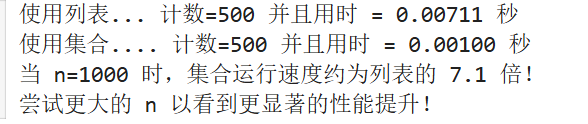 使用列表... 计数=500 并且用时 = 0.00711 秒
使用集合.... 计数=500 并且用时 = 0.00100 秒
当 n=1000 时，集合运行速度约为列表的 7.1 倍！
尝试更大的 n 以看到更显著的性能提升！